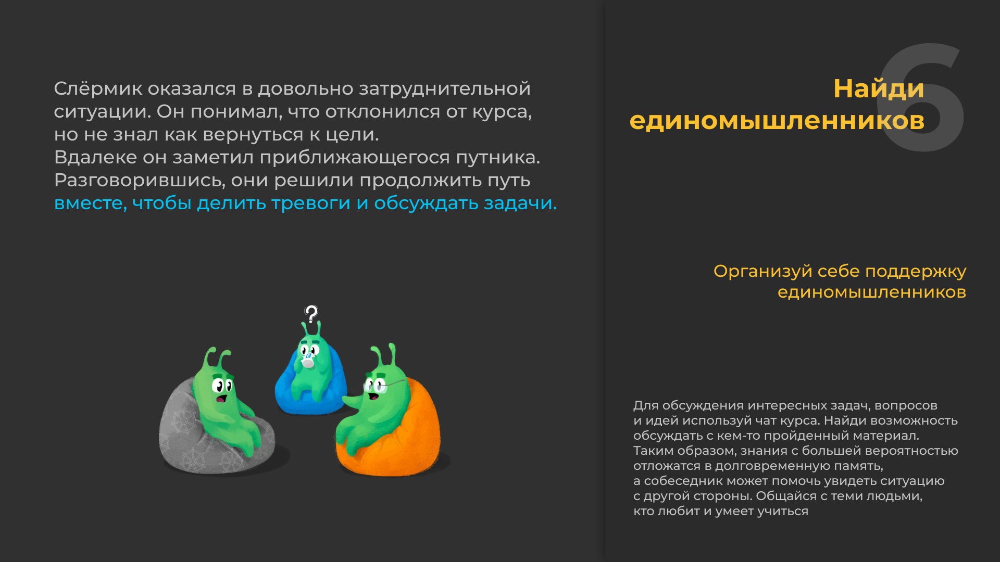 Слёрмик оказался в довольно затруднительной
ситуации. Он понимал, что отклонился от курса,
но не знал как вернуться к цели.
Вдалеке он заметил приближающегося путника.
Разговорившись, они решили продолжить путь
вместе, чтобы делить тревоги и обсуждать задачи.
?
E
6
Найди
единомышленников
Организуй себе поддержку
единомышленников
Для обсуждения интересных задач, вопросов
и идей используй чат курса. Найди возможность
обсуждать с кем-то пройденный материал.
Таким образом, знания с большей вероятностью
отложатся в долговременную память,
а собеседник может помочь увидеть ситуацию
с другой стороны. Общайся с теми людьми,
кто любит и умеет учиться